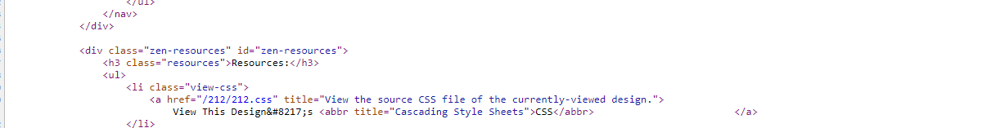 </ul>
</nav>
</div>
<div class="zen-resources" id="zen-resources">
<h3 class="resources">Resources:</h3>
<ul>
<li class="view-css">
<a href="/212/212.css" title="View the source CSS file of the currently-viewed design.">
View This Design&#8217;s <abbr title="Cascading Style Sheets">CSS</abbr> </a>
</li>